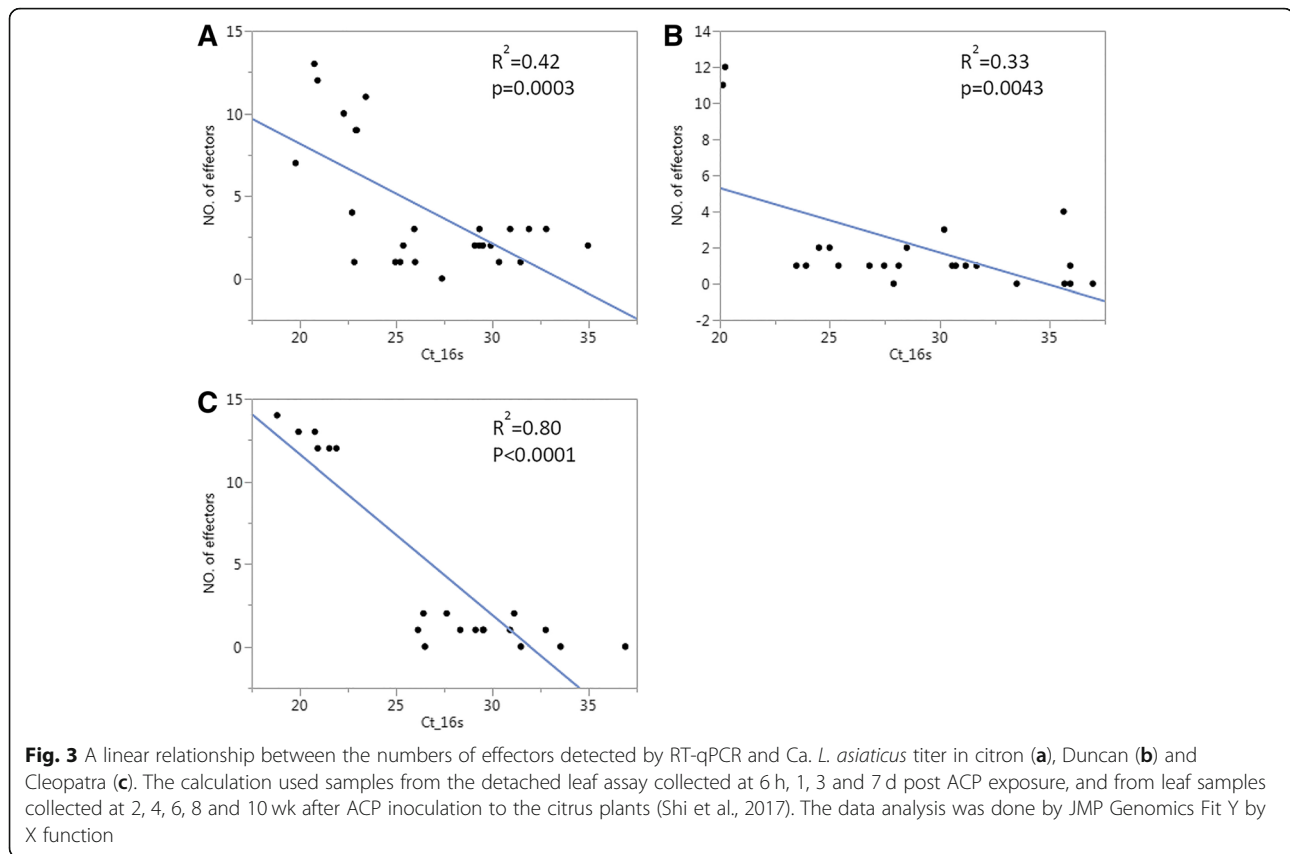 A
R²=0.42
p=0.0003
15
10
5
0
NO. of effectors
20 25 30 35
Ct_16s
B
R²=0.33
p=0.0043
14
12
10
8
6
4
2
0
-2
NO. of effectors
20 25 30 35
Ct_16s
C
R²=0.80
P<0.0001
15
10
5
0
NO. of effectors
20 25 30 35
Ct_16s
Fig. 3 A linear relationship between the numbers of effectors detected by RT-qPCR and Ca. L. asiaticus titer in citron (a), Duncan (b) and
Cleopatra (c). The calculation used samples from the detached leaf assay collected at 6 h, 1, 3 and 7 d post ACP exposure, and from leaf samples
collected at 2, 4, 6, 8 and 10 wk after ACP inoculation to the citrus plants (Shi et al., 2017). The data analysis was done by JMP Genomics Fit Y by
X function